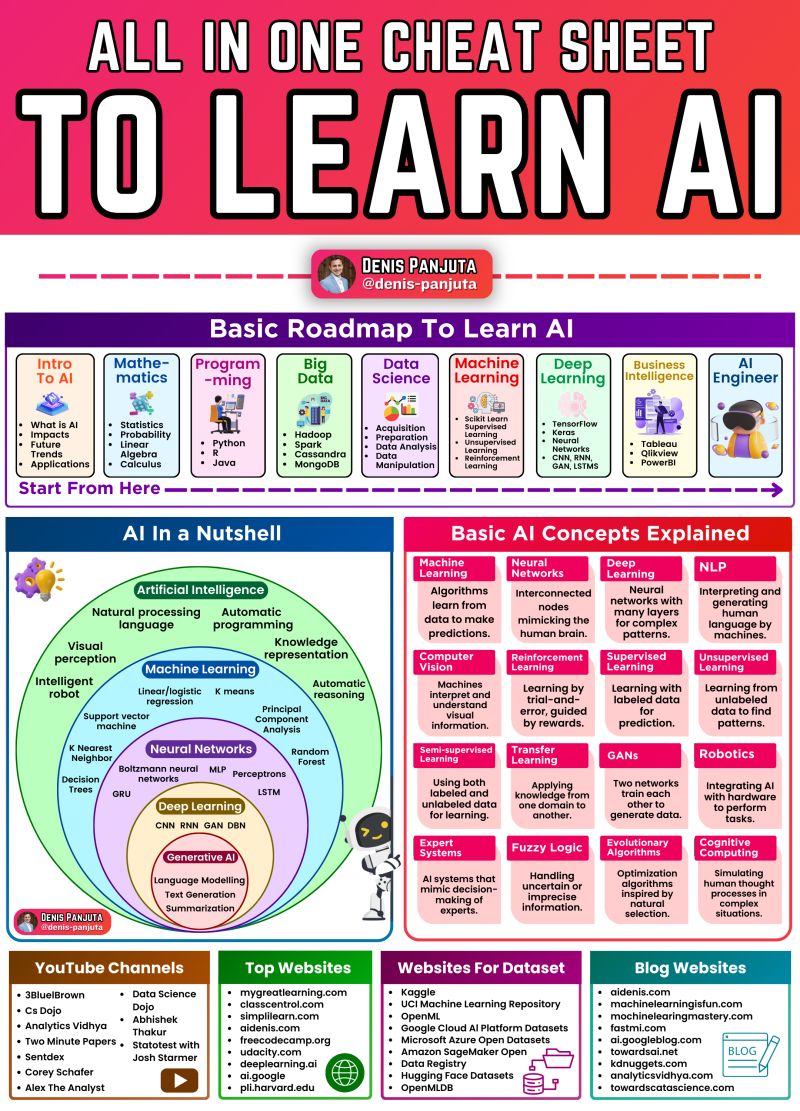 ALL IN ONE CHEAT SHEET
TO LEARN AI
DENIS PANJUTA
@denis-panjuta
Basic Roadmap To Learn AI
Intro
To AI
• What is AI
• Impacts
• Future
Trends
• Applications
Mathe-
matics
• Statistics
• Probability
• Linear
Algebra
• Calculus
Program
-ming
• Python
• R
• Java
Big
Data
• Hadoop
• Spark
• Cassandra
• MongoDB
Data
Science
• Acquisition
• Preparation
• Data Analysis
• Data
Manipulation
Machine
Learning
• Scikit Learn
Supervised
Learning
• Unsupervised
Learning
• Reinforcement
Learning
Deep
Learning
• TensorFlow
• Keras
• Neural
Networks
• CNN, RNN,
GAN, LSTMS
Business
Intelligence
• Tableau
• Qlikview
• PowerBI
AI
Engineer
Start From Here
AI In a Nutshell
Artificial Intelligence
Natural processing
language
Automatic
programming
Visual
perception
Knowledge
representation
Intelligent
robot
Automatic
reasoning
Machine Learning
Linear/logistic
regression
K means
Support vector
machine
Principal
Component
Analysis
K Nearest
Neighbor
Random
Forest
Decision
Trees
Neural Networks
Boltzmann neural
networks
MLP
Perceptrons
GRU
LSTM
Deep Learning
CNN RNN GAN DBN
Generative AI
Language Modelling
Text Generation
Summarization
DENIS PANJUTA
@denis-panjuta
Basic AI Concepts Explained
Machine
Learning
Algorithms
learn from
data to make
predictions.
Neural
Networks
Interconnected
nodes
mimicking the
human brain.
Deep
Learning
Neural
networks with
many layers
for complex
patterns.
NLP
Interpreting and
generating
human
language by
machines.
Computer
Vision
Machines
interpret and
understand
visual
information.
Reinforcement
Learning
Learning by
trial-and-
error, guided
by rewards.
Supervised
Learning
Learning with
labeled data
for
prediction.
Unsupervised
Learning
Learning from
unlabeled
data to find
patterns.
Semi-supervised
Learning
Using both
labeled and
unlabeled data
for learning.
Transfer
Learning
Applying
knowledge from
one domain to
another.
GANs
Two networks
train each
other to
generate data.
Robotics
Integrating AI
with hardware
to perform
tasks.
Expert
Systems
AI systems that
mimic decision-
making of
experts.
Fuzzy Logic
Handling
uncertain or
imprecise
information.
Evolutionary
Algorithms
Optimization
algorithms
inspired by
natural
selection.
Cognitive
Computing
Simulating
human thought
processes in
complex
situations.
YouTube Channels
• 3BluelBrown
• Cs Dojo
• Analytics Vidhya
• Two Minute Papers
• Sentdex
• Corey Schafer
• Alex The Analyst
• Data Science
Dojo
• Abhishek
Thakur
• Statotest with
Josh Starmer
Top Websites
• mygreatlearning.com
• classcentrol.com
• simplilearn.com
• aidenis.com
• freecodecamp.org
• udacity.com
• deeplearning.ai
• ai.google
• pli.harvard.edu
Websites For Dataset
• Kaggle
• UCI Machine Learning Repository
• OpenML
• Google Cloud AI Platform Datasets
• Microsoft Azure Open Datasets
• Amazon SageMaker Open
• Data Registry
• Hugging Face Datasets
• OpenMLDB
Blog Websites
• aidenis.com
• machinelearningisfun.com
• mochinelearingmastery.com
• fastmi.com
• ai.googleblog.com
• towardsai.net
• kdnuggets.com
• analyticsvidhya.com
• towardscatascience.com
BLOG